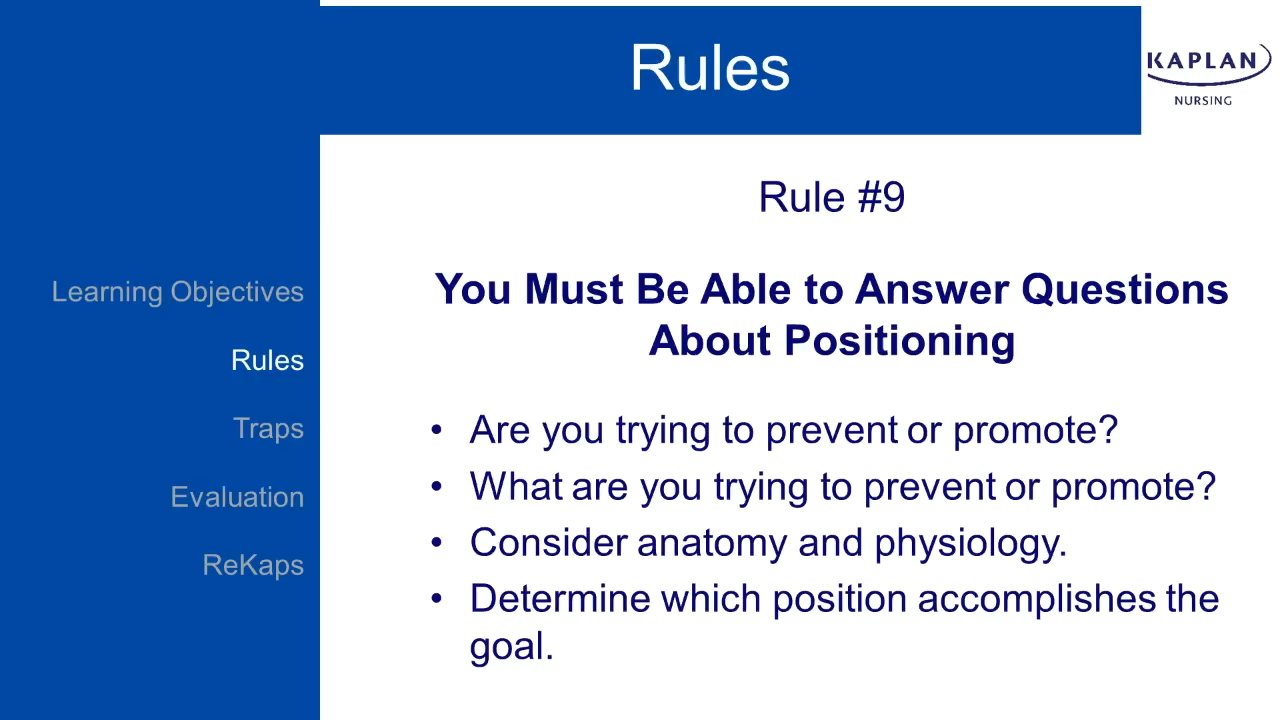 Rules
KAPLAN
NURSING
Learning Objectives
Rules
Traps
Evaluation
ReKaps
Rule #9
You Must Be Able to Answer Questions
About Positioning
• Are you trying to prevent or promote?
• What are you trying to prevent or promote?
• Consider anatomy and physiology.
• Determine which position accomplishes the
goal.